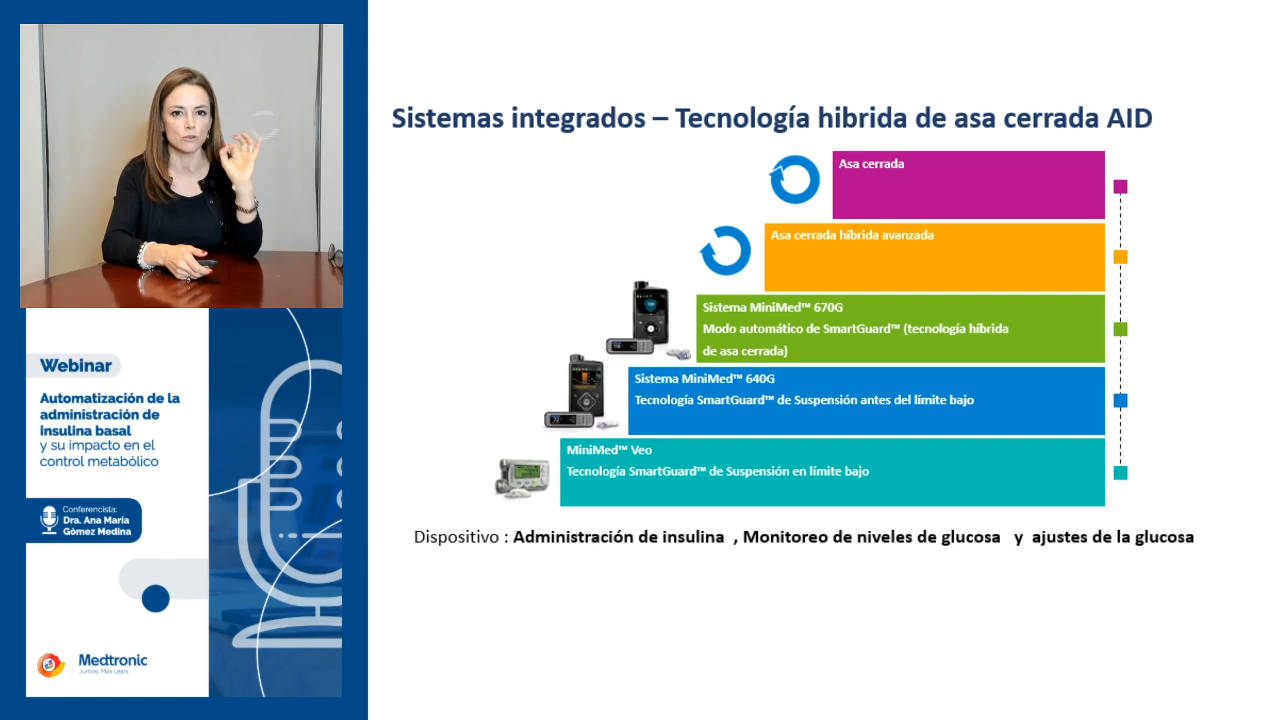 Sistemas integrados – Tecnología hibrida de asa cerrada AID
Asa cerrada
Asa cerrada híbrida avanzada
Sistema MiniMed™ 670G
Modo automático de SmartGuard™ (tecnología híbrida
de asa cerrada)
Sistema MiniMed™ 640G
Tecnología SmartGuard™ de Suspensión antes del límite bajo
MiniMed™ Veo
Tecnología SmartGuard™ de Suspensión en límite bajo
Dispositivo : Administración de insulina , Monitoreo de niveles de glucosa y ajustes de la glucosa
Webinar
Automatización de la
administración de
insulina basal
y su impacto en el
control metabólico
Conferencista:
Dra. Ana María
Gómez Medina
Medtronic
Juntos, Más Lejos